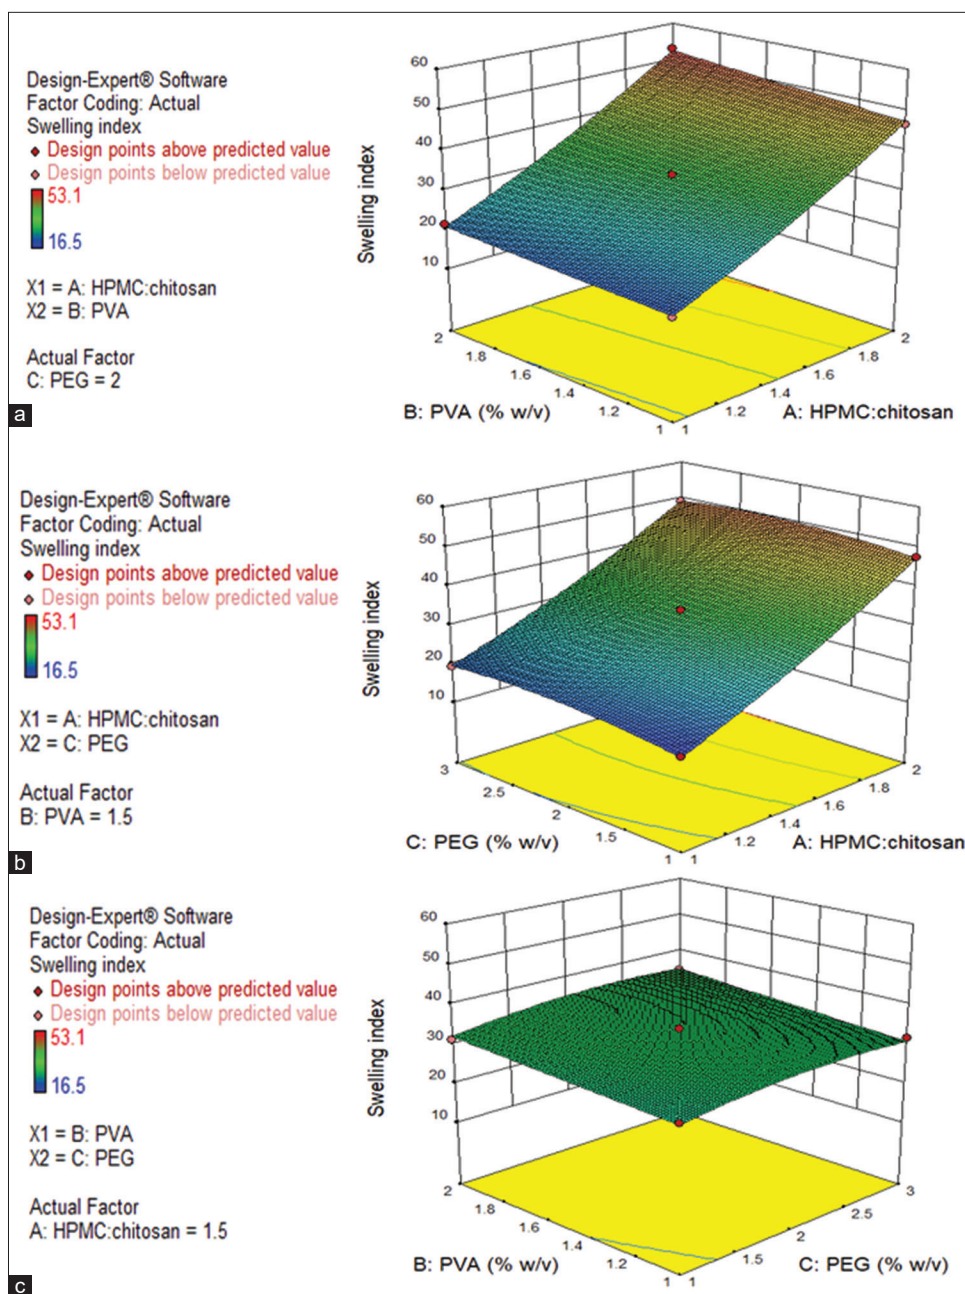 Design-Expert® Software
Factor Coding: Actual
Swelling index
Design points above predicted value
Design points below predicted value
53.1
16.5
X1 = A: HPMC:chitosan
X2 = B: PVA
Actual Factor
C: PEG = 2
Swelling index
60
50
40
30
20
10
2
1.8
1.6
1.4
1.2
1
1
1.2
1.4
1.6
1.8
2
B: PVA (% w/v)
A: HPMC:chitosan
a
Design-Expert® Software
Factor Coding: Actual
Swelling index
Design points above predicted value
Design points below predicted value
53.1
16.5
X1 = A: HPMC:chitosan
X2 = C: PEG
Actual Factor
B: PVA = 1.5
Swelling index
60
50
40
30
20
10
3
2.5
2
1.5
1
1
1.2
1.4
1.6
1.8
2
C: PEG (% w/v)
A: HPMC:chitosan
b
Design-Expert® Software
Factor Coding: Actual
Swelling index
Design points above predicted value
Design points below predicted value
53.1
16.5
X1 = B: PVA
X2 = C: PEG
Actual Factor
A: HPMC:chitosan = 1.5
Swelling index
60
50
40
30
20
10
2
1.8
1.6
1.4
1.2
1
1
1.5
2
2.5
3
B: PVA (% w/v)
C: PEG (% w/v)
c